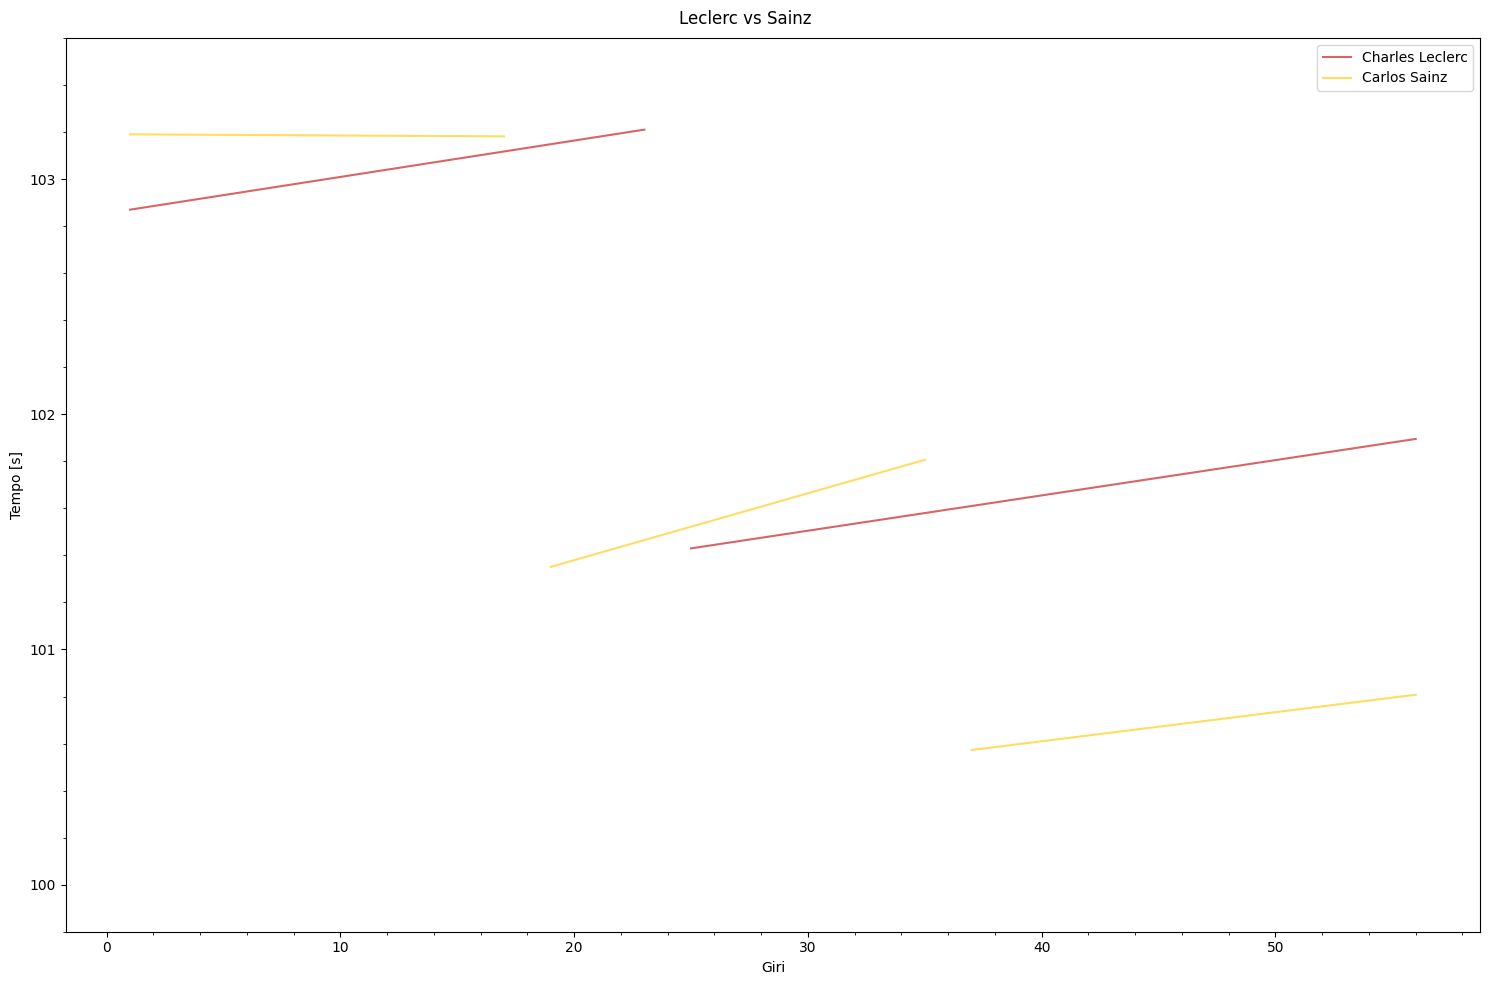 Leclerc vs Sainz
Charles Leclerc
Carlos Sainz
103
102
101
100
Tempo [s]
0 10 20 30 40 50
Giri